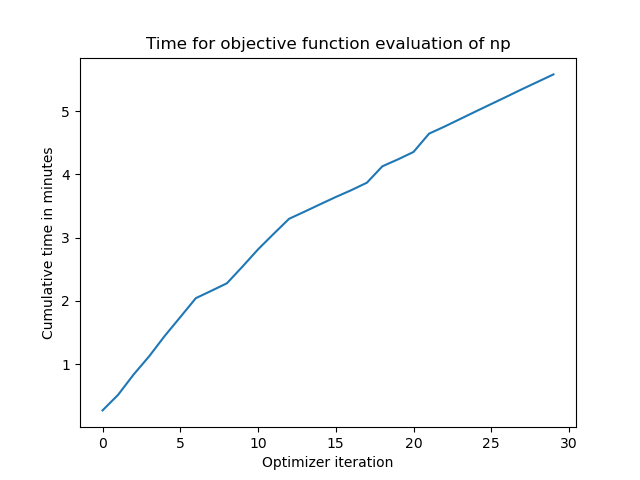 Time for objective function evaluation of np
Cumulative time in minutes
5
4
3
2
1
0 5 10 15 20 25 30
Optimizer iteration